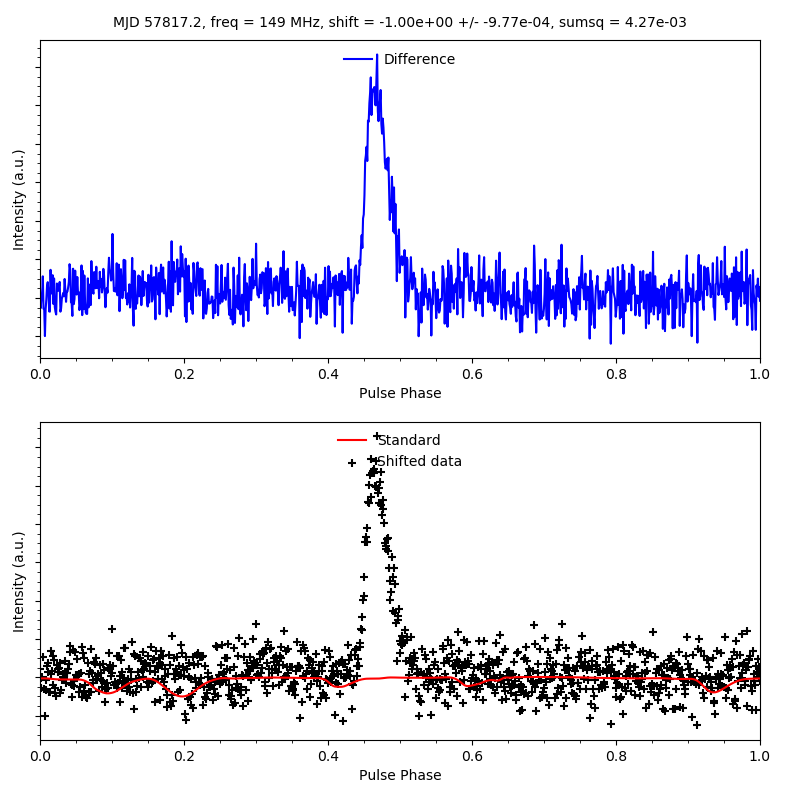 MJD 57817.2, freq = 149 MHz, shift = -1.00e+00 +/- -9.77e-04, sumsq = 4.27e-03
Difference
Intensity (a.u.)
0.0 0.2 0.4 0.6 0.8 1.0
Pulse Phase
Standard
Shifted data
Intensity (a.u.)
0.0 0.2 0.4 0.6 0.8 1.0
Pulse Phase